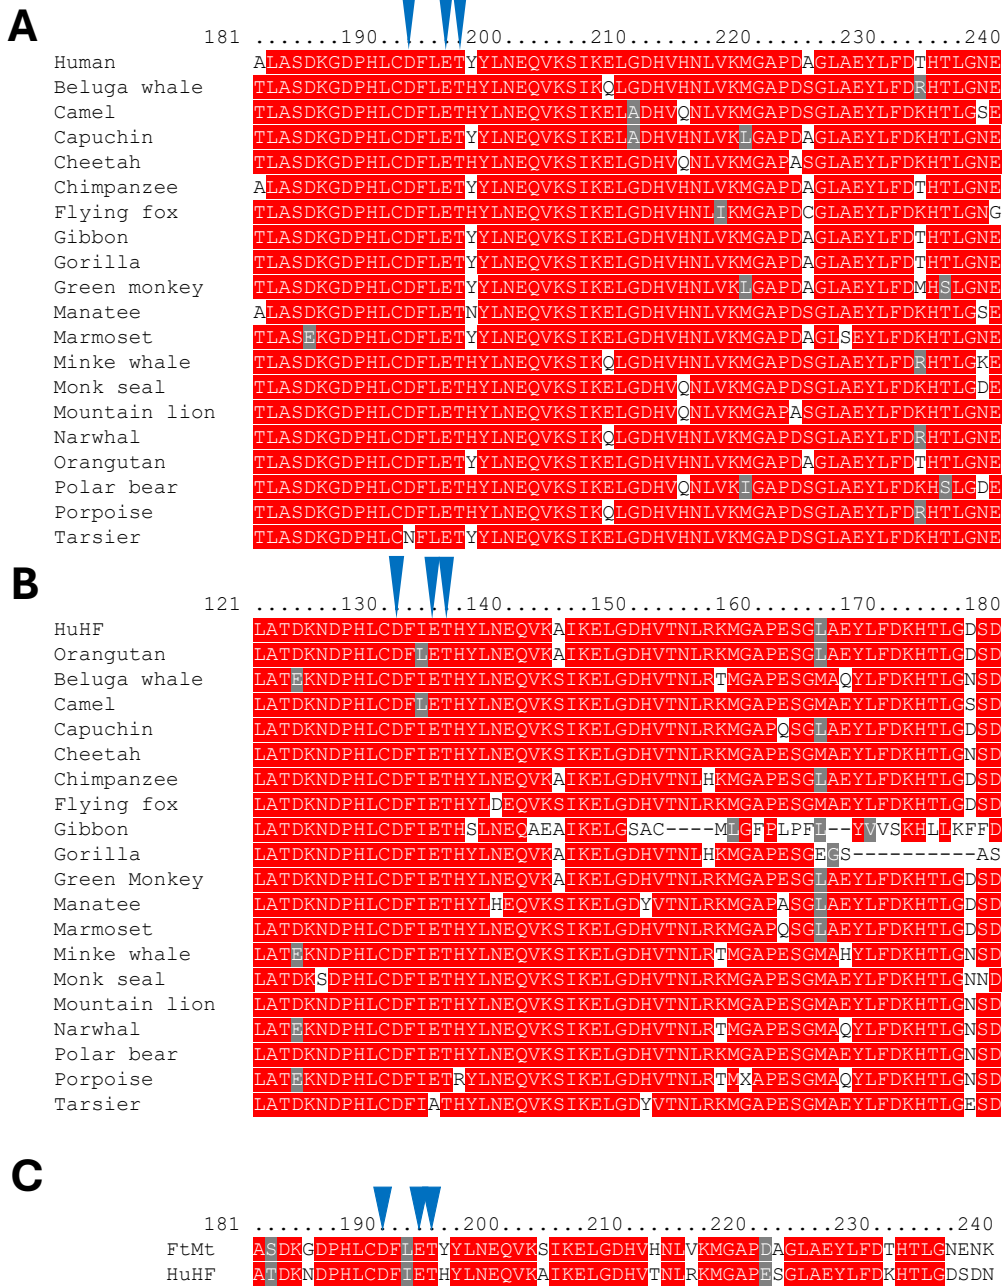 A
181 .......190.......200.......210.......220.......230.......240
Human ALASDKGDPHLCDFLETYYLNEQVKSIKELGDHVHNLVKMGAPDAGLAEYLFDTHTLGNE
Beluga whale TLASDKGDPHLCDFLETHYLNEQVKSIKQLGDHVHNLVKMGAPDSGLAEYLFDRHTLGNE
Camel TLASDKGDPHLCDFLETHYLNEQVKSIKELADHVQNLVKMGAPDSGLAEYLFDKHTLGSE
Capuchin TLASDKGDPHLCDFLETYYLNEQVKSIKELADHVHNLVKLGAPDAGLAEYLFDKHTLGNE
Cheetah TLASDKGDPHLCDFLETHYLNEQVKSIKELGDHVQNLVKMGAPASGLAEYLFDKHTLGNE
Chimpanzee ALASDKGDPHLCDFLETYYLNEQVKSIKELGDHVHNLVKMGAPDAGLAEYLFDTHTLGNE
Flying fox TLASDKGDPHLCDFLETHYLNEQVKSIKELGDHVHNLIKMGAPDCGLAEYLFDKHTLGNG
Gibbon TLASDKGDPHLCDFLETYYLNEQVKSIKELGDHVHNLVKMGAPDAGLAEYLFDTHTLGNE
Gorilla TLASDKGDPHLCDFLETYYLNEQVKSIKELGDHVHNLVKMGAPDAGLAEYLFDTHTLGNE
Green monkey TLASDKGDPHLCDFLETYYLNEQVKSIKELGDHVHNLVKLGAPDAGLAEYLFDMHSLGNE
Manatee ALASDKGDPHLCDFLETNYLNEQVKSIKELGDHVHNLVKMGAPDSGLAEYLFDKHTLGSE
Marmoset TLASEKGDPHLCDFLETYYLNEQVKSIKELGDHVHNLVKMGAPDAGLSEYLFDKHTLGNE
Minke whale TLASDKGDPHLCDFLETHYLNEQVKSIKQLGDHVHNLVKMGAPDSGLAEYLFDRHTLGKE
Monk seal TLASDKGDPHLCDFLETHYLNEQVKSIKELGDHVQNLVKMGAPDSGLAEYLFDKHTLGDE
Mountain lion TLASDKGDPHLCDFLETHYLNEQVKSIKELGDHVQNLVKMGAPASGLAEYLFDKHTLGNE
Narwhal TLASDKGDPHLCDFLETHYLNEQVKSIKQLGDHVHNLVKMGAPDSGLAEYLFDRHTLGNE
Orangutan TLASDKGDPHLCDFLETYYLNEQVKSIKELGDHVHNLVKMGAPDAGLAEYLFDTHTLGNE
Polar bear TLASDKGDPHLCDFLETHYLNEQVKSIKELGDHVQNLVKIGAPDSGLAEYLFDKHSLGDE
Porpoise TLASDKGDPHLCDFLETHYLNEQVKSIKQLGDHVHNLVKMGAPDSGLAEYLFDRHTLGNE
Tarsier TLASDKGDPHLCNFLETYYLNEQVKSIKELGDHVHNLVKMGAPDSGLAEYLFDKHTLGNE
B
121 .......130.......140.......150.......160.......170.......180
HuHF LATDKNDPHLCDFIETHYLNEQVKAIKELGDHVTNLRKMGAPESGLAEYLFDKHTLGDSD
Orangutan LATDKNDPHLCDFLETHYLNEQVKAIKELGDHVTNLRKMGAPESGLAEYLFDKHTLGDSD
Beluga whale LATEKNDPHLCDFIETHYLNEQVKSIKELGDHVTNLRTMGAPESGMAQYLFDKHTLGNSD
Camel LATDKNDPHLCDFLETHYLNEQVKSIKELGDHVTNLRKMGAPESGMAEYLFDKHTLGSSD
Capuchin LATDKNDPHLCDFIETHYLNEQVKSIKELGDHVTNLRKMGAPQSGLAEYLFDKHTLGDSD
Cheetah LATDKNDPHLCDFIETHYLNEQVKSIKELGDHVTNLRKMGAPESGMAEYLFDKHTLGNSD
Chimpanzee LATDKNDPHLCDFIETHYLNEQVKAIKELGDHVTNLHKMGAPESGLAEYLFDKHTLGDSD
Flying fox LATDKNDPHLCDFIETHYLDEQVKSIKELGDHVTNLRKMGAPESGMAEYLFDKHTLGDSD
Gibbon LATDKNDPHLCDFIETHSLNEQAEAIKELGSAC----MLGFPLPFL--YVVSKHLLKFFD
Gorilla LATDKNDPHLCDFIETHYLNEQVKAIKELGDHVTNLHKMGAPESGEGS----------AS
Green Monkey LATDKNDPHLCDFIETHYLNEQVKAIKELGDHVTNLRKMGAPESGLAEYLFDKHTLGDSD
Manatee LATDKNDPHLCDFIETHYLHEQVKSIKELGDYVTNLRKMGAPASGLAEYLFDKHTLGDSD
Marmoset LATDKNDPHLCDFIETHYLNEQVKSIKELGDHVTNLRKMGAPQSGLAEYLFDKHTLGDSD
Minke whale LATEKNDPHLCDFIETHYLNEQVKSIKELGDHVTNLRTMGAPESGMAHYLFDKHTLGNSD
Monk seal LATDKSDPHLCDFIETHYLNEQVKSIKELGDHVTNLRKMGAPESGMAEYLFDKHTLGNND
Mountain lion LATDKNDPHLCDFIETHYLNEQVKSIKELGDHVTNLRKMGAPESGMAEYLFDKHTLGNSD
Narwhal LATEKNDPHLCDFIETHYLNEQVKSIKELGDHVTNLRTMGAPESGMAQYLFDKHTLGNSD
Polar bear LATDKNDPHLCDFIETHYLNEQVKSIKELGDHVTNLRKMGAPESGMAEYLFDKHTLGNSD
Porpoise LATEKNDPHLCDFIETRYLNEQVKSIKELGDHVTNLRTMXAPESGMAQYLFDKHTLGNSD
Tarsier LATDKNDPHLCDFIATHYLNEQVKSIKELGDYVTNLRKMGAPESGMAEYLFDKHTLGESD
C
181 .......190.......200.......210.......220.......230.......240
FtMt ASDKGDPHLCDFLETYYLNEQVKSIKELGDHVHNLVKMGAPDAGLAEYLFDTHTLGNENK
HuHF ATDKNDPHLCDFIETHYLNEQVKAIKELGDHVTNLRKMGAPESGLAEYLFDKHTLGDSDN